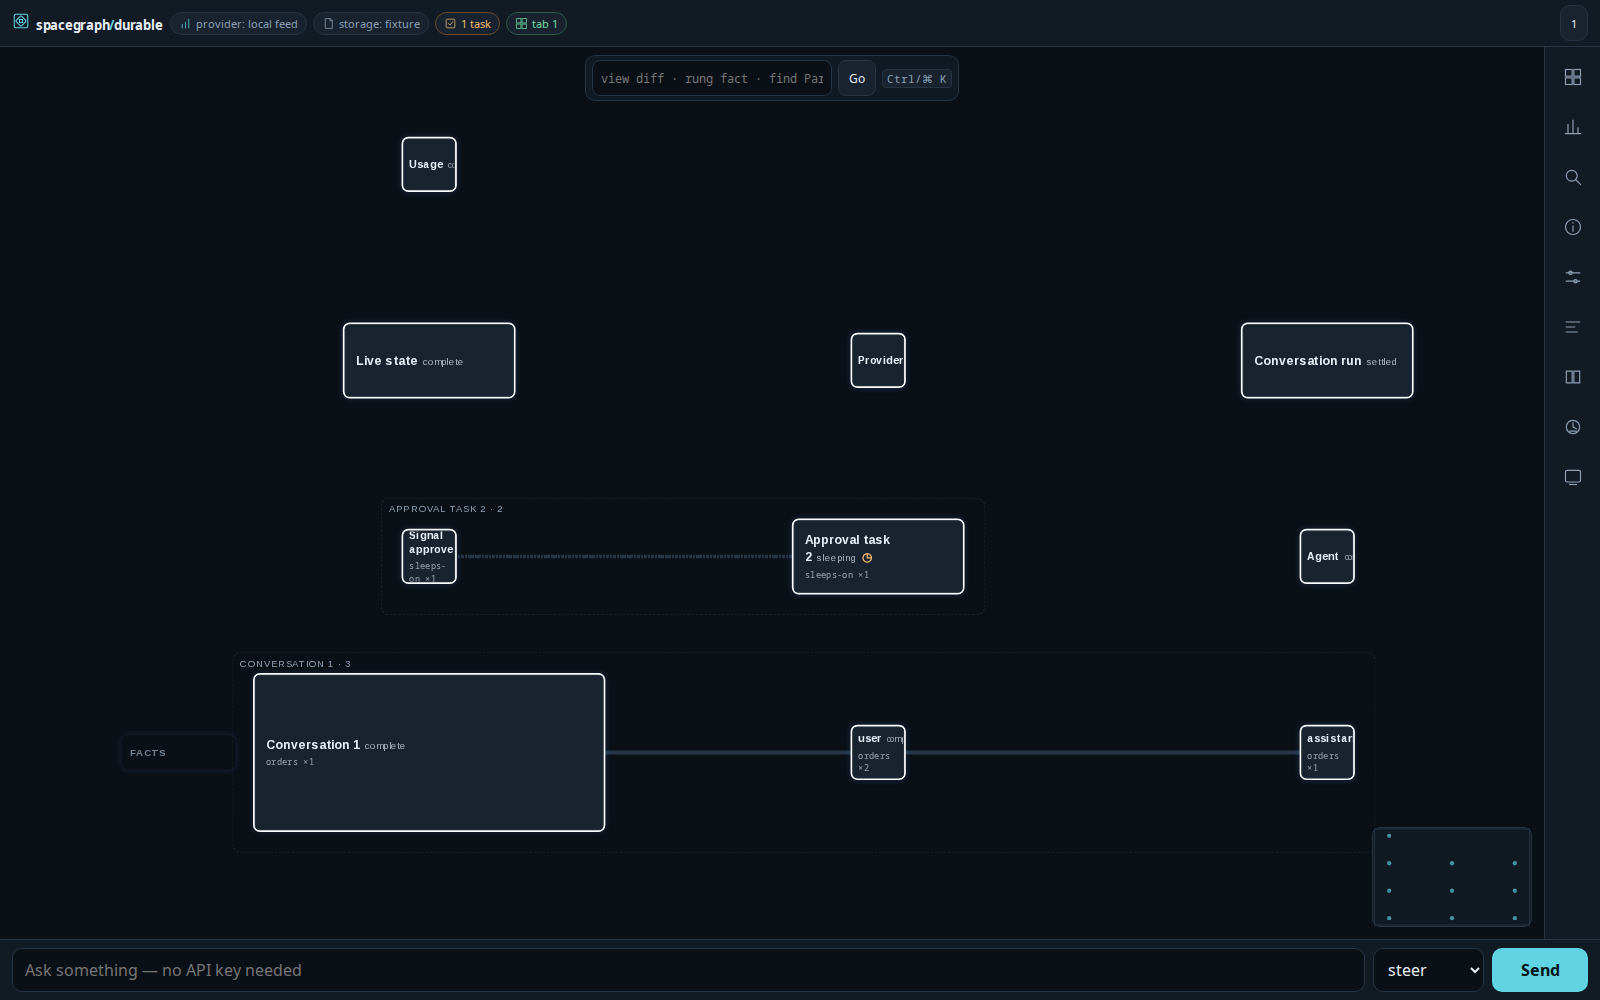 spacegraph/durable
provider: local feed
storage: fixture
1 task
tab 1
1
view diff · rung fact · find Par
Go
Ctrl/⌘ K
Usage
Live state complete
Provider
Conversation run settled
APPROVAL TASK 2 · 2
Signal
approve
sleeps-
on ×1
Approval task
2 sleeping
sleeps-on ×1
Agent
CONVERSATION 1 · 3
Conversation 1 complete
orders ×1
user
orders
×2
assistan
orders
×1
FACTS
Ask something — no API key needed
steer
Send